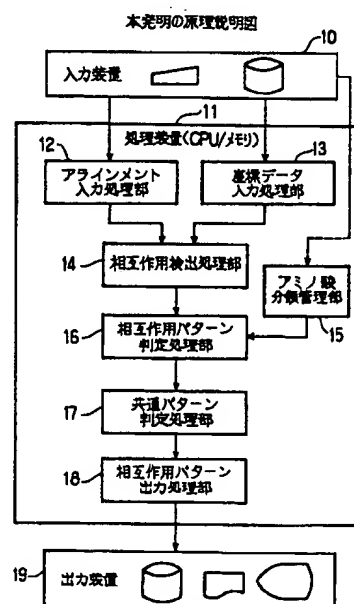 本発明の原理説明図
10
入力装置
11
処理装置(CPU/メモリ)
12
アラインメント
入力処理部
13
座標データ
入力処理部
14
相互作用検出処理部
アミノ酸
分類管理部
15
16
相互作用パターン
判定処理部
17
共通パターン
判定処理部
18
相互作用パターン
出力処理部
19
出力装置